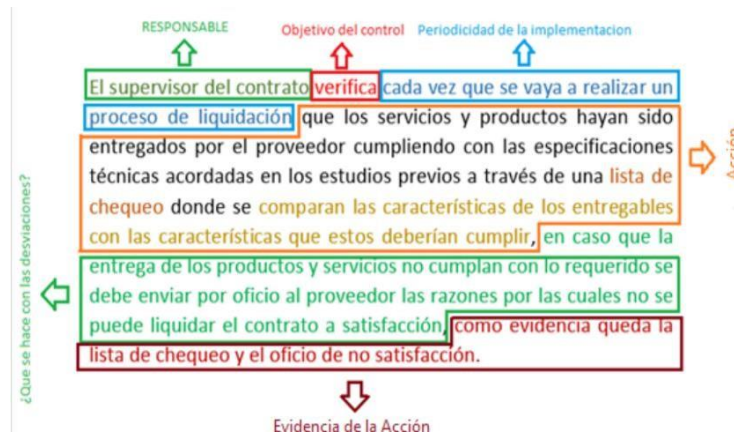 RESPONSABLE
Objetivo del control
Periodicidad de la implementacion
El supervisor del contrato verifica cada vez que se vaya a realizar un
proceso de liquidación que los servicios y productos hayan sido
entregados por el proveedor cumpliendo con las especificaciones
técnicas acordadas en los estudios previos a través de una lista de
chequeo donde se comparan las características de los entregables
con las características que estos deberían cumplir, en caso que la
entrega de los productos y servicios no cumplan con lo requerido se
debe enviar por oficio al proveedor las razones por las cuales no se
puede liquidar el contrato a satisfacción, como evidencia queda la
lista de chequeo y el oficio de no satisfacción.
Acción
¿Que se hace con las desviaciones?
Evidencia de la Acción